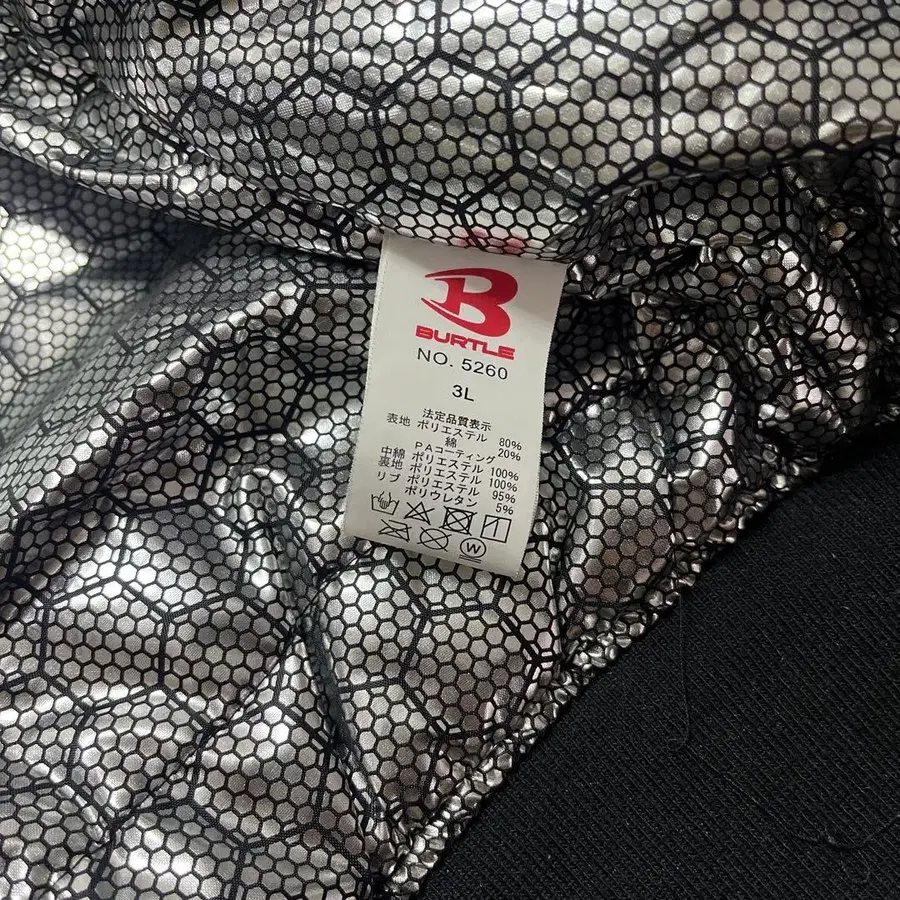 B
BURTLE
NO. 5260
3L
法定品質表示
表地 ポリエステル 80%
綿 20%
PAコーティング
中綿 ポリエステル 100%
裏地 ポリエステル 100%
リブ ポリエステル 95%
ポリウレタン 5%
W